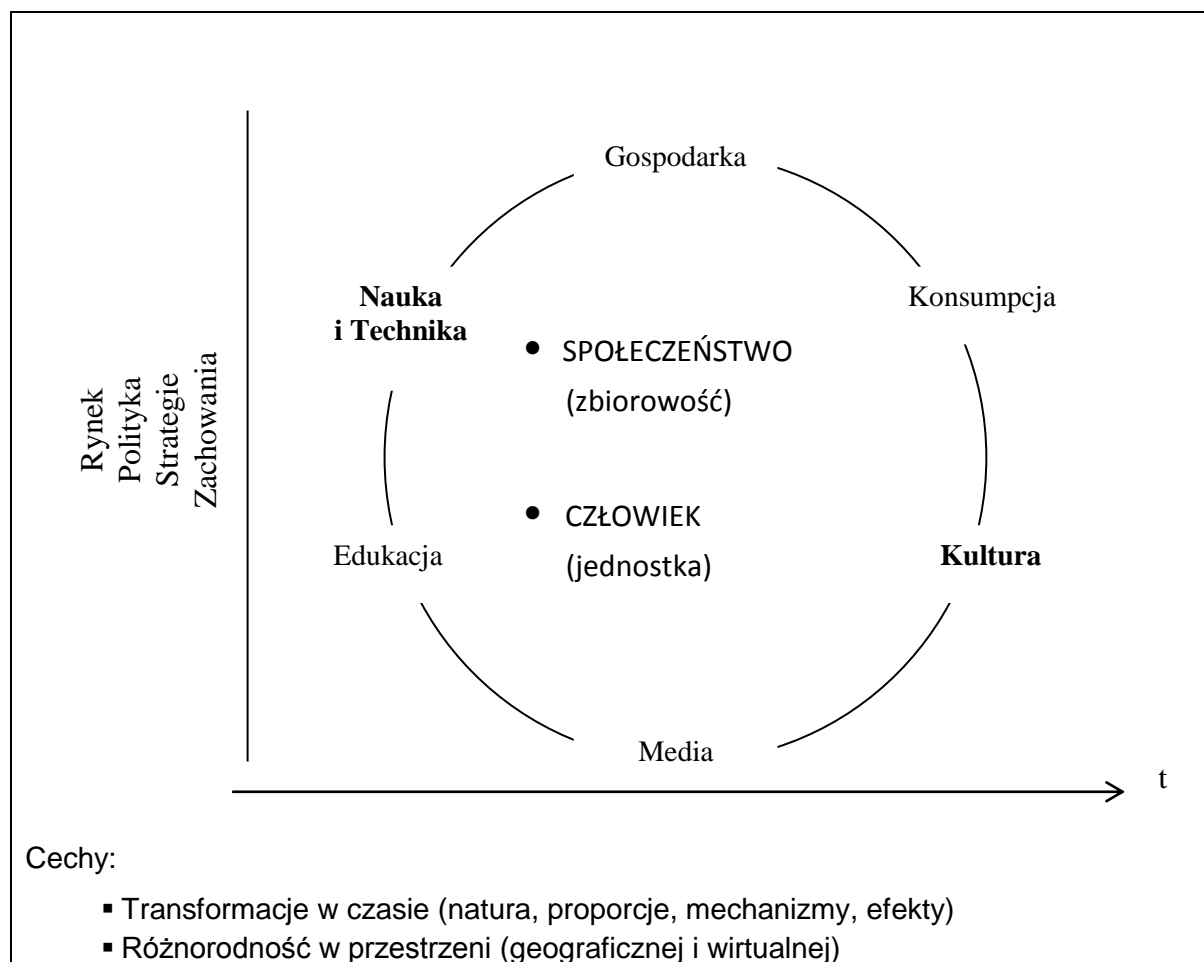 Gospodarka
Nauka
i Technika
Konsumpcja
• SPOŁECZEŃSTWO
(zbiorowość)
Rynek
Polityka
Strategie
Zachowania
• CZŁOWIEK
(jednostka)
Edukacja
Kultura
Media
t
Cechy:
▪ Transformacje w czasie (natura, proporcje, mechanizmy, efekty)
▪ Różnorodność w przestrzeni (geograficznej i wirtualnej)